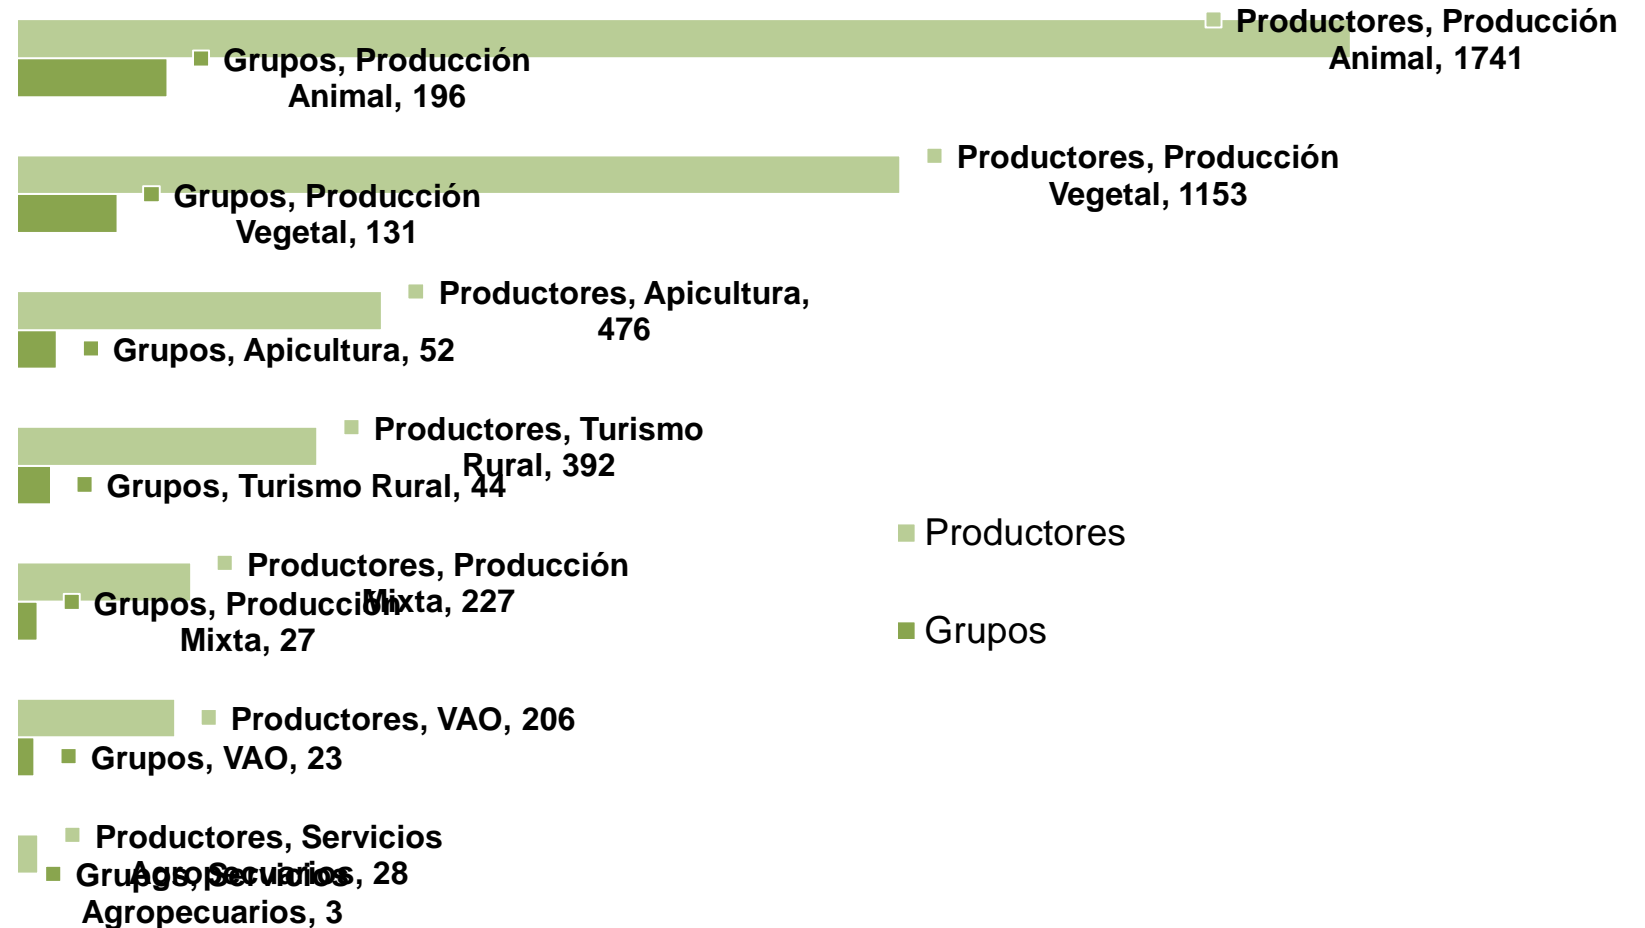 Productores, Producción
Animal, 1741
Grupos, Producción
Animal, 196
Productores, Producción
Vegetal, 1153
Grupos, Producción
Vegetal, 131
Productores, Apicultura,
476
Grupos, Apicultura, 52
Productores, Turismo
Rural, 392
Grupos, Turismo Rural, 44
Productores, Producción
Mixta, 227
Grupos, Producción
Mixta, 27
Productores, VAO, 206
Grupos, VAO, 23
Productores, Servicios
Agropecuarios, 28
Grupos, Servicios
Agropecuarios, 3
Productores
Grupos